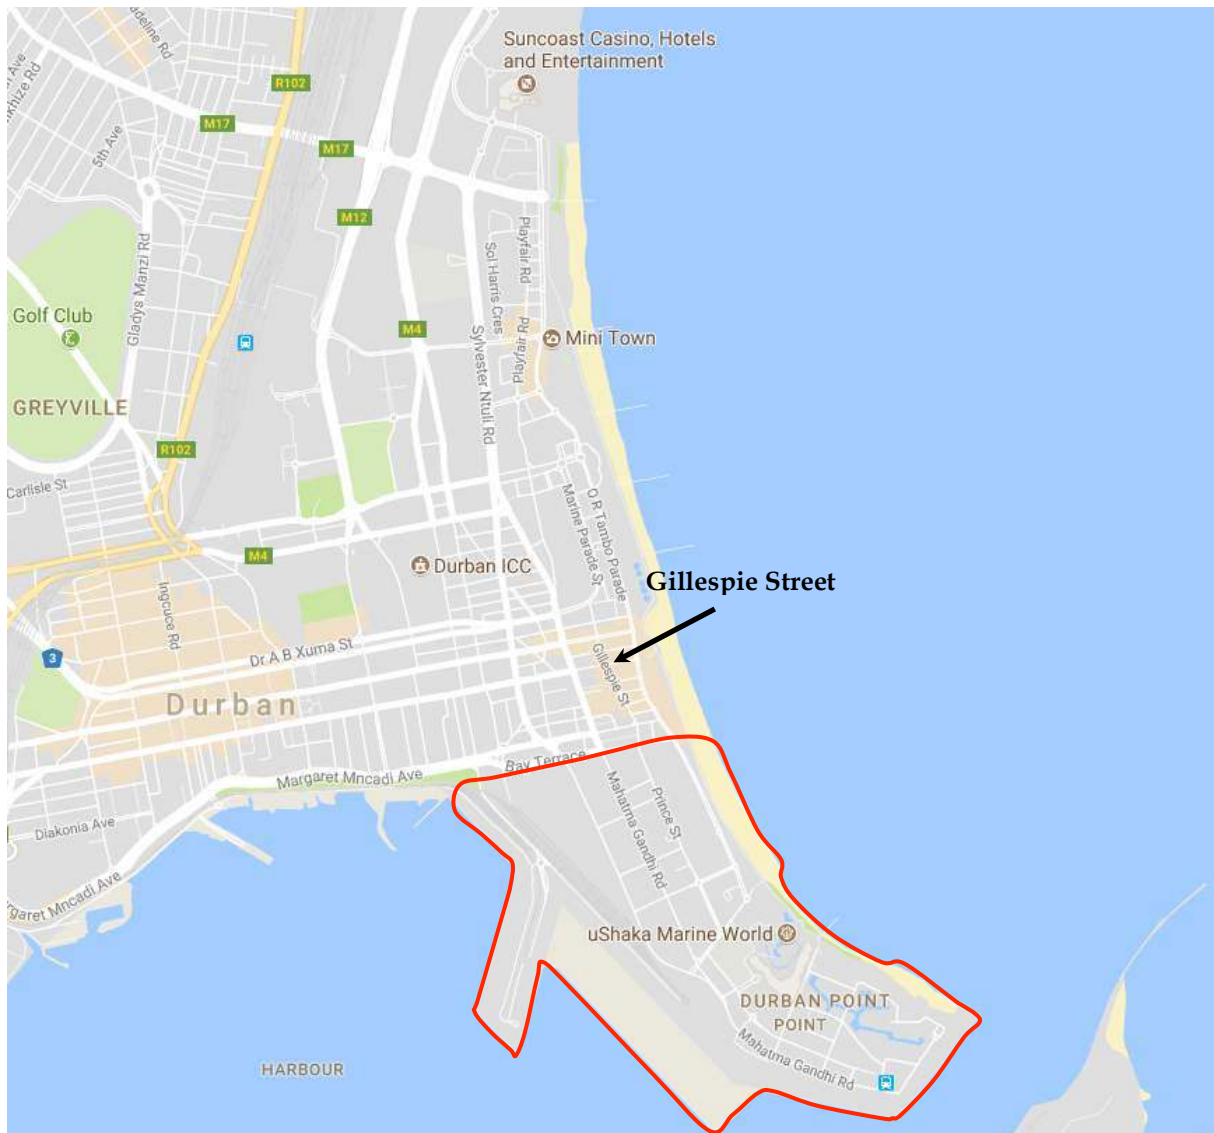 Suncoast Casino, Hotels
and Entertainment
R102
M17
M17
5th Ave
M12
Gladys Manzi Rd
Playfair Rd
Sol Harris Cres
Golf Club
M4
Playfair Rd
Mini Town
Sylvester Ntuli Rd
GREYVILLE
R102
Carlisle St
Marine Parade St
O R Tambo Parade
M4
Durban ICC
Gillespie Street
Ingcuce Rd
3
Dr A B Xuma St
Gillespie St
Durban
Bay Terrace
Margaret Mncadi Ave
Mahatma Gandhi Rd
Prince St
Diakonia Ave
rgaret Mncadi Ave
uShaka Marine World
DURBAN POINT
POINT
Mahatma Gandhi Rd
HARBOUR